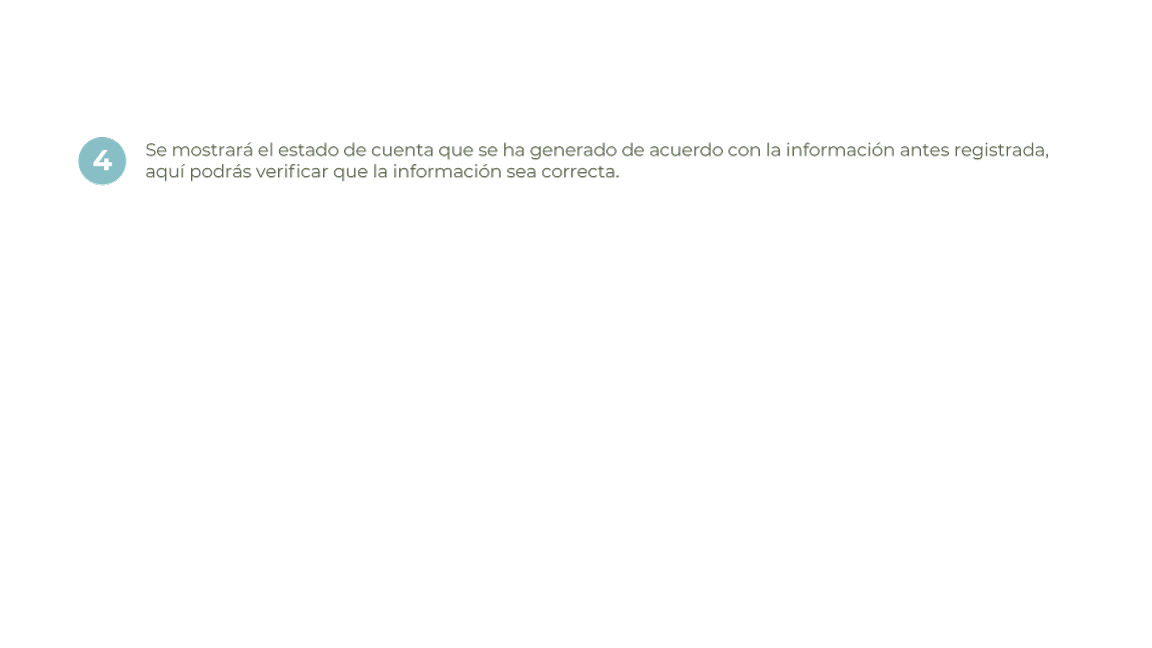 4
Se mostrará el estado de cuenta que se ha generado de acuerdo con la información antes registrada,
aquí podrás verificar que la información sea correcta.